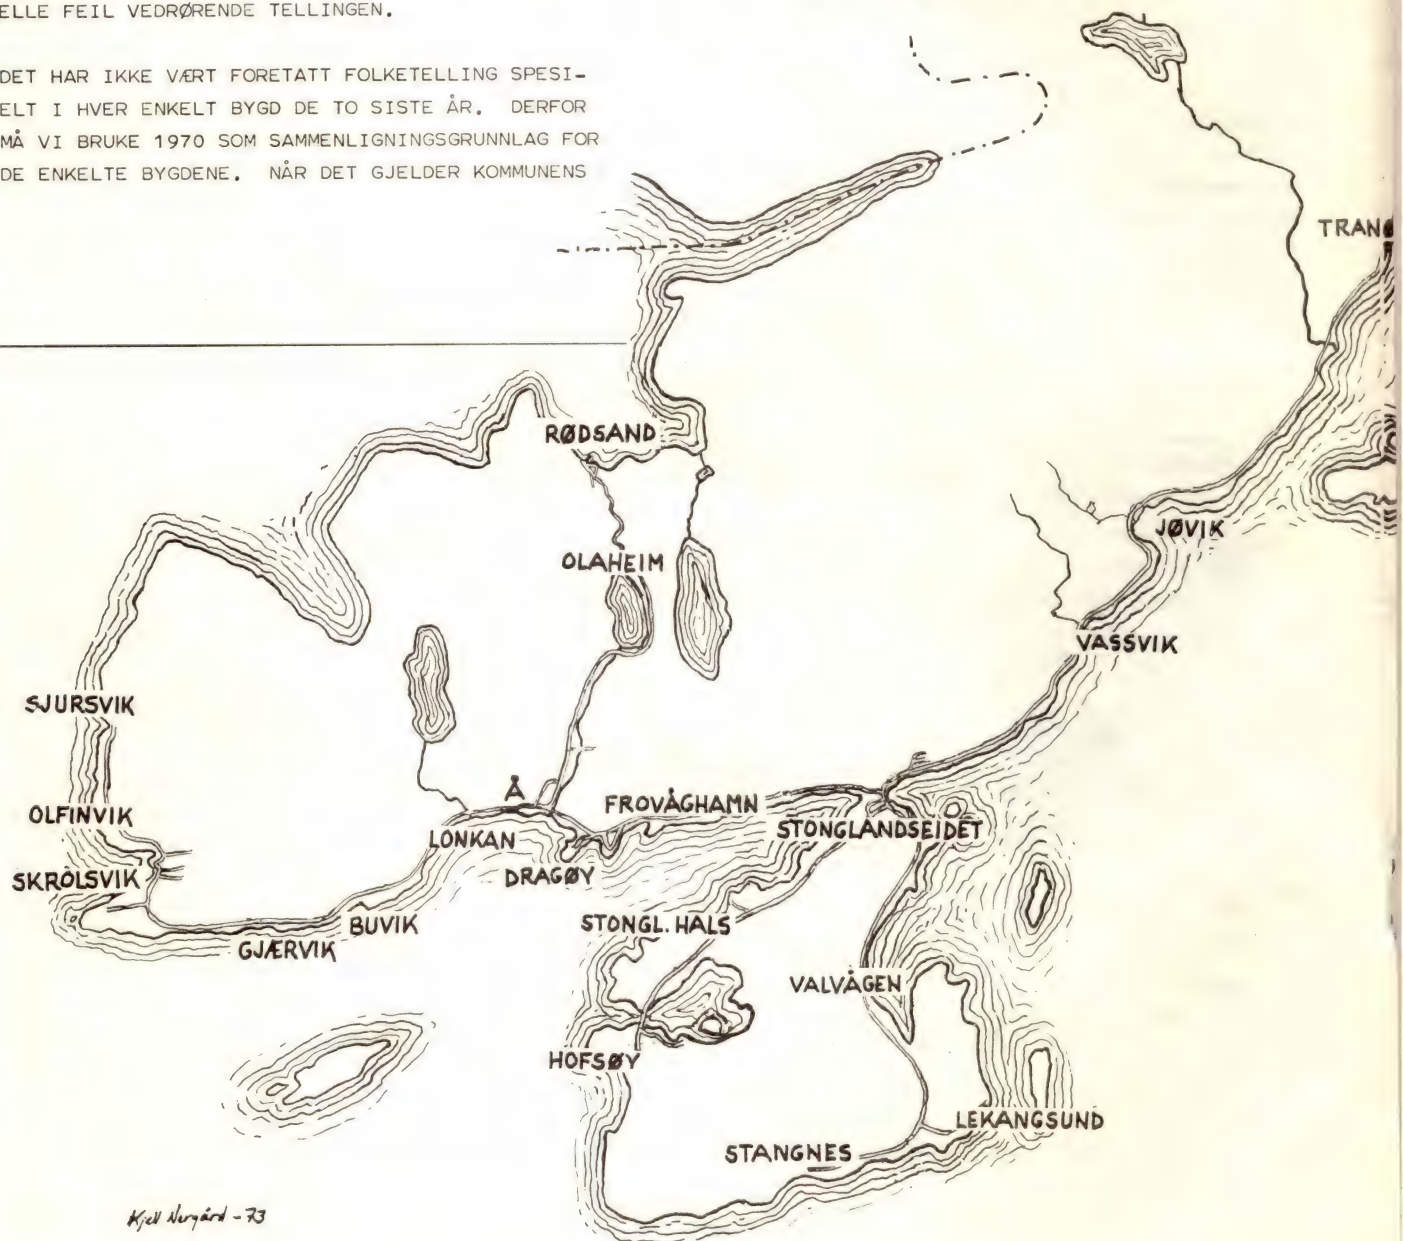 ELLE FEIL VEDRØRENDE TELLINGEN.
DET HAR IKKE VÆRT FORETATT FOLKETELLING SPESI-
ELT I HVER ENKELT BYGD DE TO SISTE ÅR. DERFOR
MÅ VI BRUKE 1970 SOM SAMMENLIGNINGSGRUNNLAG FOR
DE ENKELTE BYGDENE. NÅR DET GJELDER KOMMUNENS
TRANØ
RØDSAND
JØVIK
OLAHEIM
VASSVIK
SJURSVIK
Å
FROVÅGHAMN
OLFINVIK
LONKAN
STONGLANDSEIDET
SKRÒLSVIK
DRAGØY
BUVIK
STONGL. HALS
GJÆRVIK
VALVÅGEN
HOFSØY
LEKANGSUND
STANGNES
Kjell Nergård - 73